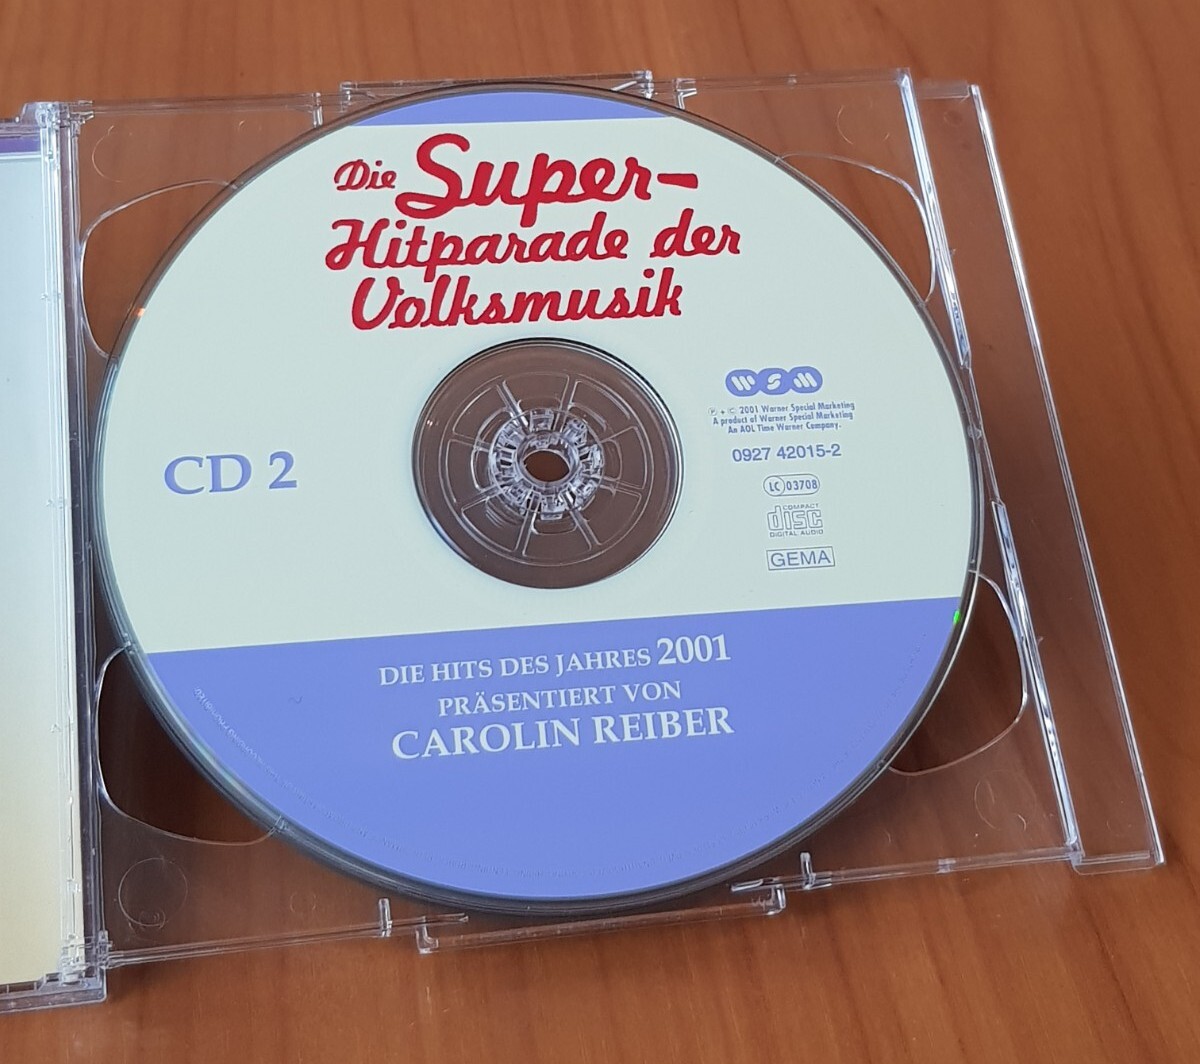 Die Super-
Hitparade der
Volksmusik
WSM
℗ + © 2001 Warner Special Marketing
A product of Warner Special Marketing
An AOL Time Warner Company.
0927 42015-2
LC 03708
CD 2
COMPACT
disc
DIGITAL AUDIO
GEMA
DIE HITS DES JAHRES 2001
PRÄSENTIERT VON
CAROLIN REIBER